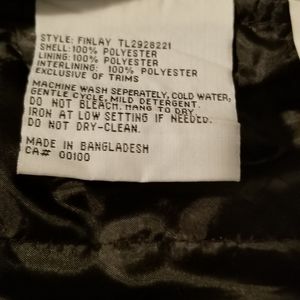 STYLE: FINLAY TL2928221
SHELL:100% POLYESTER
LINING:100% POLYESTER
INTERLINING: 100% POLYESTER
EXCLUSIVE OF TRIMS
MACHINE WASH SEPERATELY, COLD WATER,
GENTLE CYCLE MILD DETERGENT.
DO NOT BLEACH. HANG TO DRY
IRON AT LOW SETTING IF NEEDED.
DO NOT DRY-CLEAN.
MADE IN BANGLADESH
CA# 00100